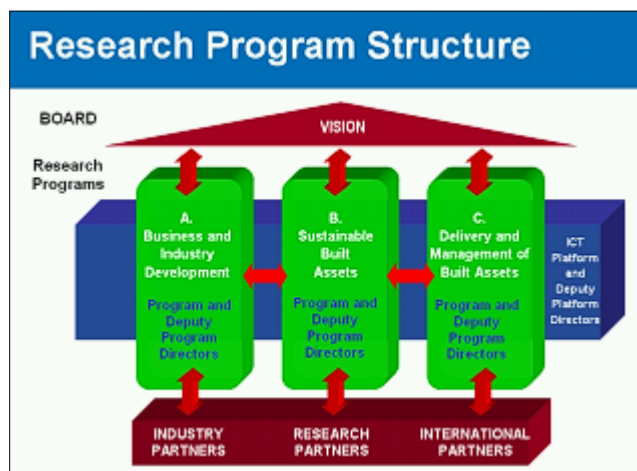 Research Program Structure
BOARD
VISION
Research
Programs
A.
Business and
Industry
Development
Program and
Deputy
Program
Directors
B.
Sustainable
Built
Assets
Program and
Deputy
Program
Directors
C.
Delivery and
Management of
Built Assets
Program and
Deputy
Program
Directors
ICT
Platform
and
Deputy
Platform
Directors
INDUSTRY
PARTNERS
RESEARCH
PARTNERS
INTERNATIONAL
PARTNERS